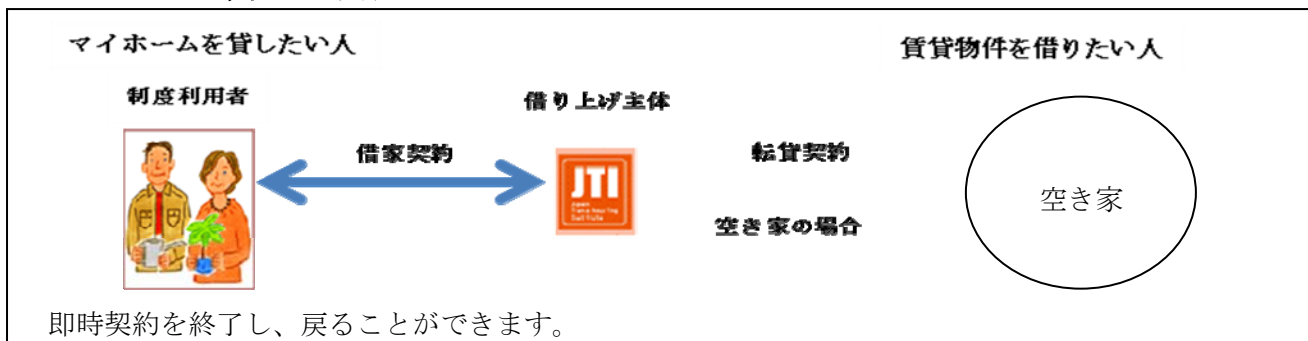 マイホームを貸したい人
賃貸物件を借りたい人
制度利用者
借り上げ主体
借家契約
転貸契約
JTI
空き家の場合
空き家
即時契約を終了し、戻ることができます。